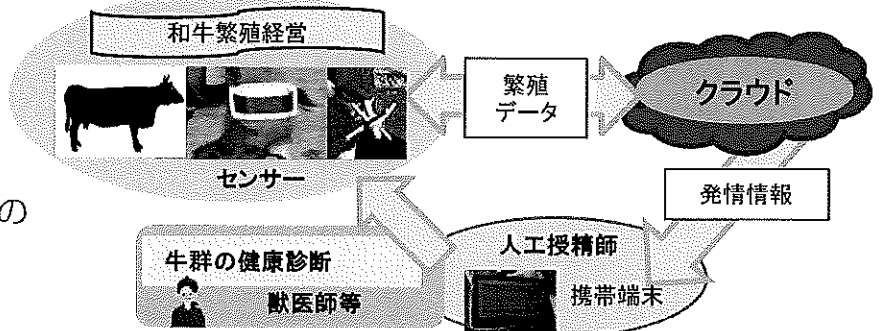 和牛繁殖経営
繁殖
データ
クラウド
センサー
の
発情情報
人工授精師
牛群の健康診断
獣医師等
携帯端末